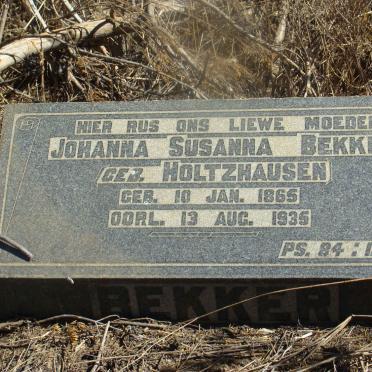 HIER RUS ONS LIEWE MOEDER
JOHANNA SUSANNA BEKK
GEB. HOLTZHAUSEN
GEB. 10 JAN. 1865
OORL. 13 AUG. 1935
PS. 84:
BEKKER